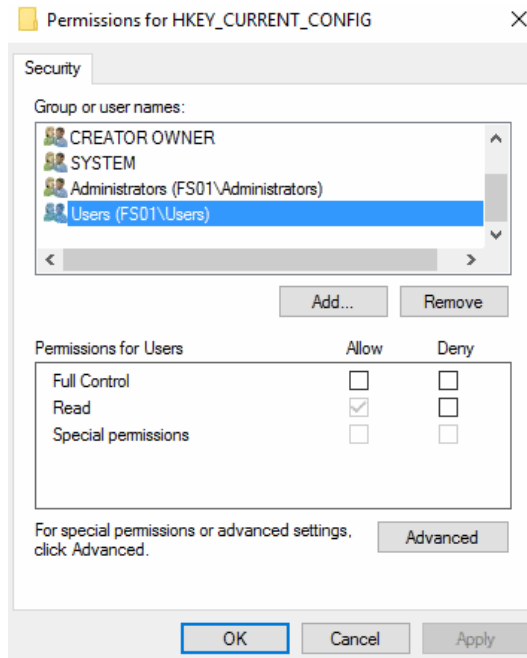 Permissions for HKEY_CURRENT_CONFIG
Security
Group or user names:
CREATOR OWNER
SYSTEM
Administrators (FS01\Administrators)
Users (FS01\Users)
Add... Remove
Permissions for Users Allow Deny
Full Control
Read
Special permissions
For special permissions or advanced settings,
click Advanced.
Advanced
OK Cancel Apply